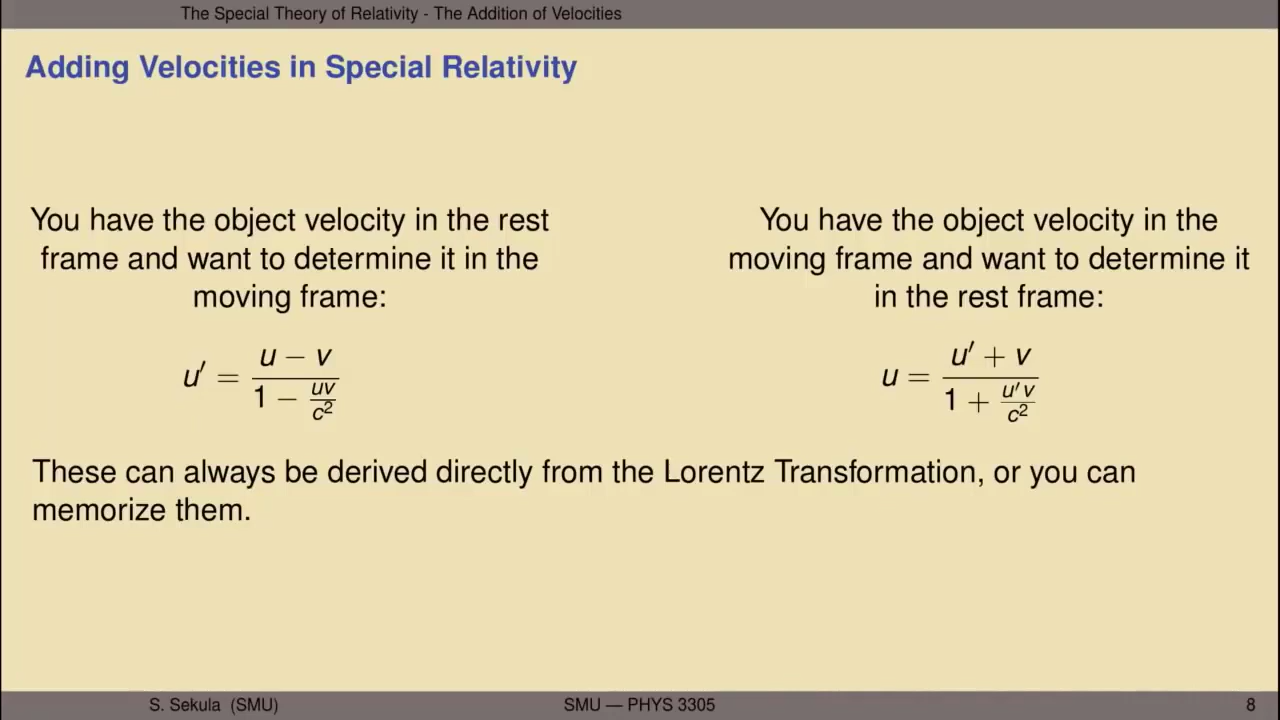 The Special Theory of Relativity - The Addition of Velocities
Adding Velocities in Special Relativity
You have the object velocity in the rest
frame and want to determine it in the
moving frame:
u′ = (u − v) / (1 − uv/c²)
You have the object velocity in the
moving frame and want to determine it
in the rest frame:
u = (u′ + v) / (1 + u′v/c²)
These can always be derived directly from the Lorentz Transformation, or you can
memorize them.
S. Sekula (SMU)
SMU — PHYS 3305
8